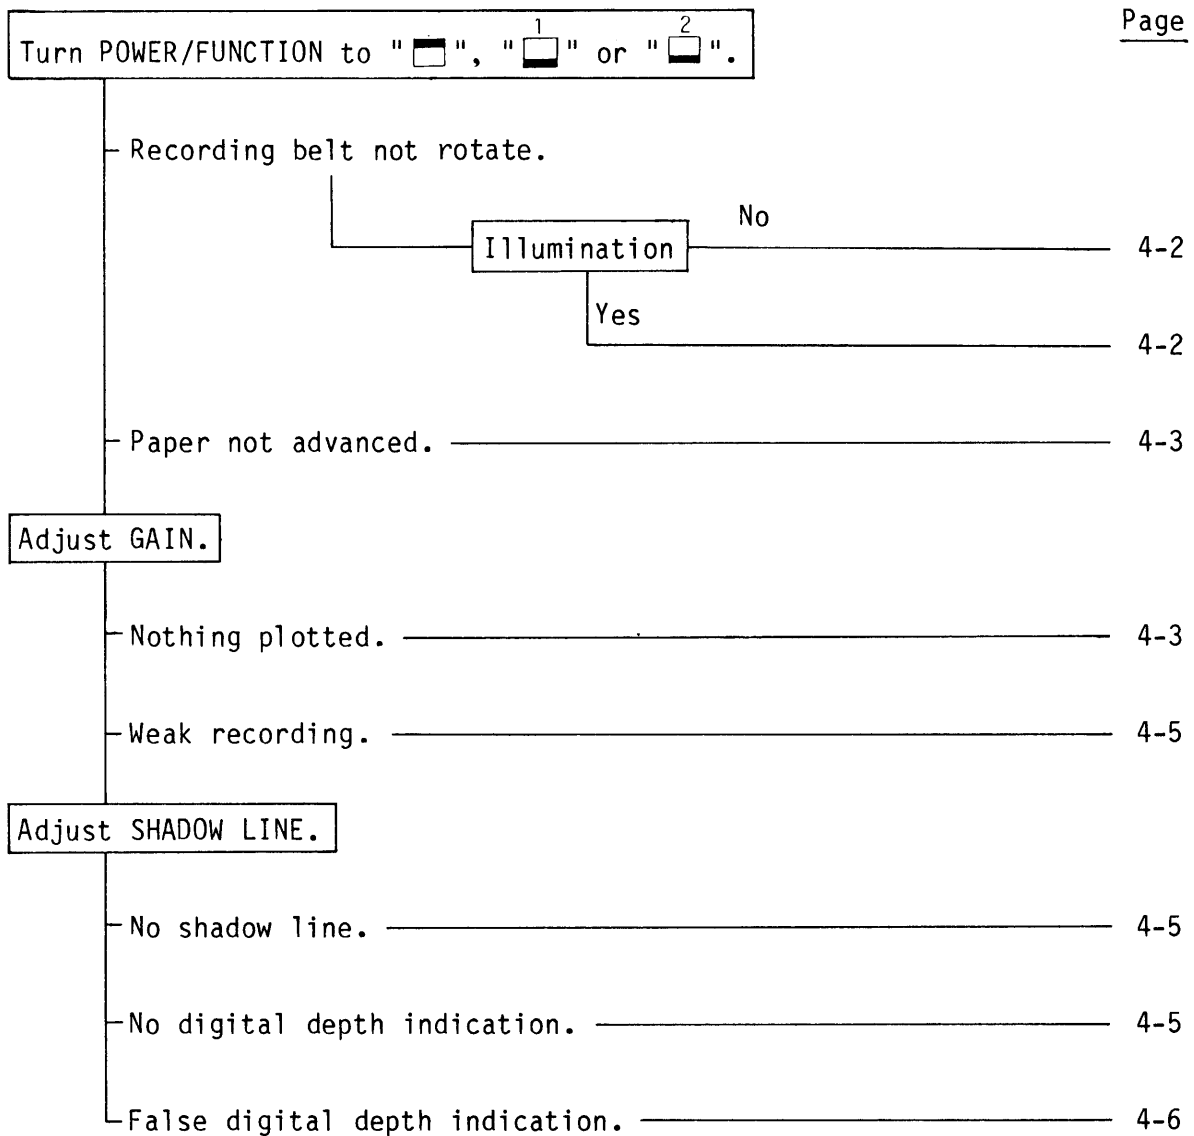 Page
Turn POWER/FUNCTION to " ", " 1 " or " 2 ".
Recording belt not rotate.
No
Illumination 4-2
Yes
4-2
Paper not advanced. 4-3
Adjust GAIN.
Nothing plotted. 4-3
Weak recording. 4-5
Adjust SHADOW LINE.
No shadow line. 4-5
No digital depth indication. 4-5
False digital depth indication. 4-6